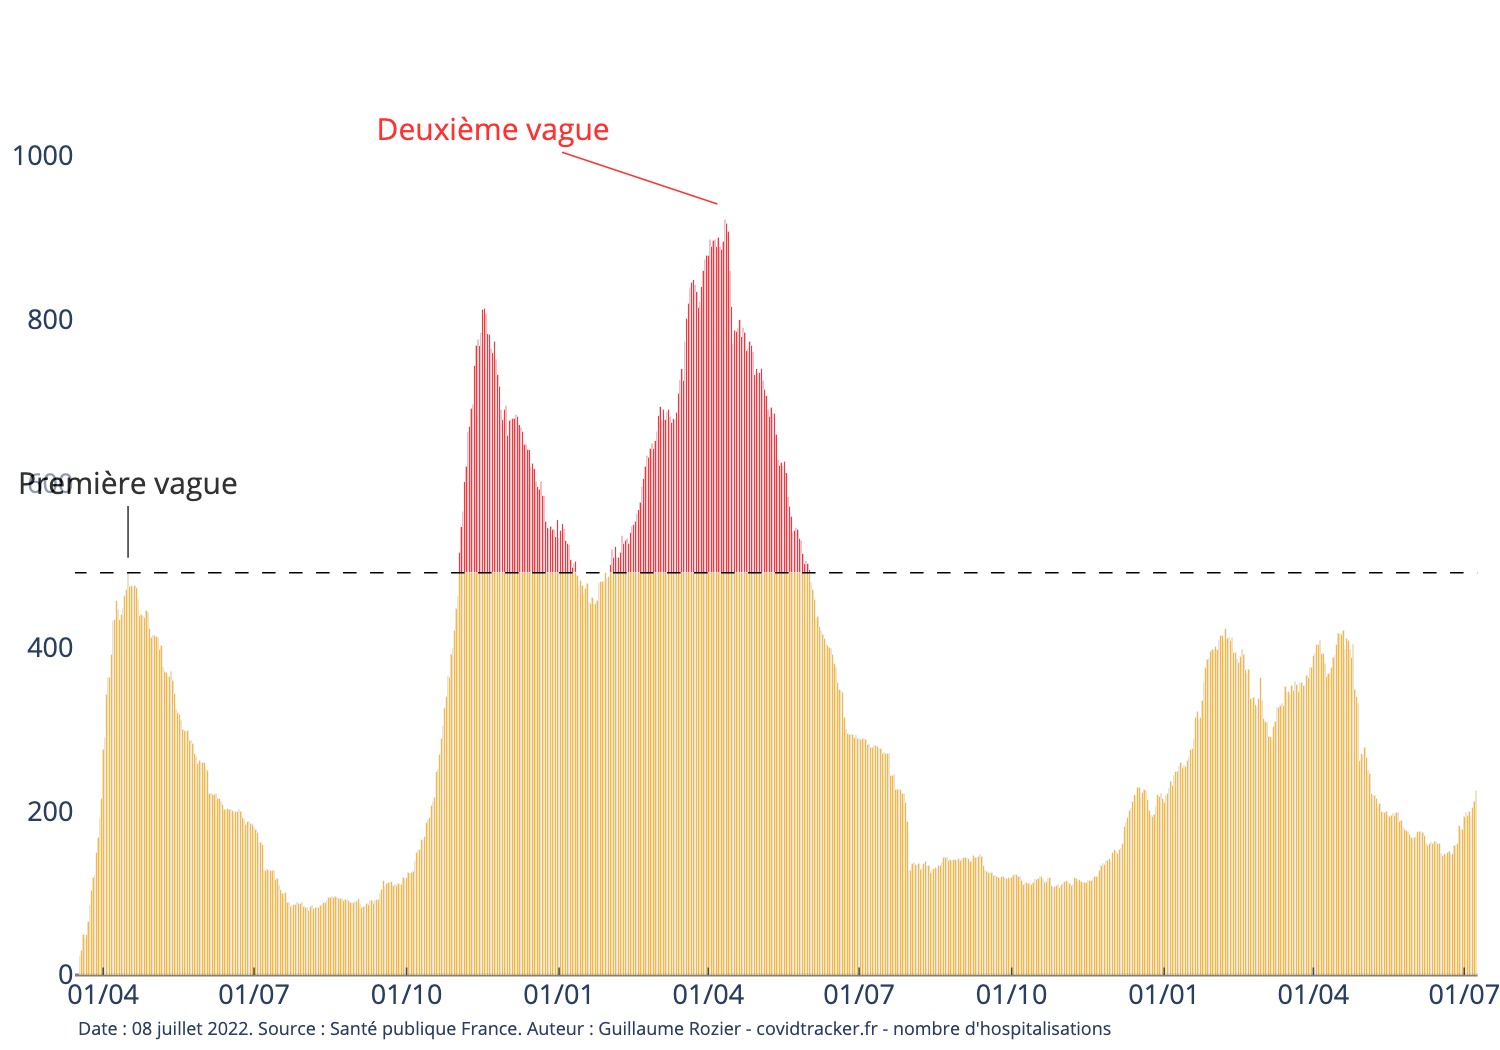 Deuxième vague
1000
800
600
Première vague
400
200
0
01/04 01/07 01/10 01/01 01/04 01/07 01/10 01/01 01/04 01/07
Date : 08 juillet 2022. Source : Santé publique France. Auteur : Guillaume Rozier - covidtracker.fr - nombre d'hospitalisations